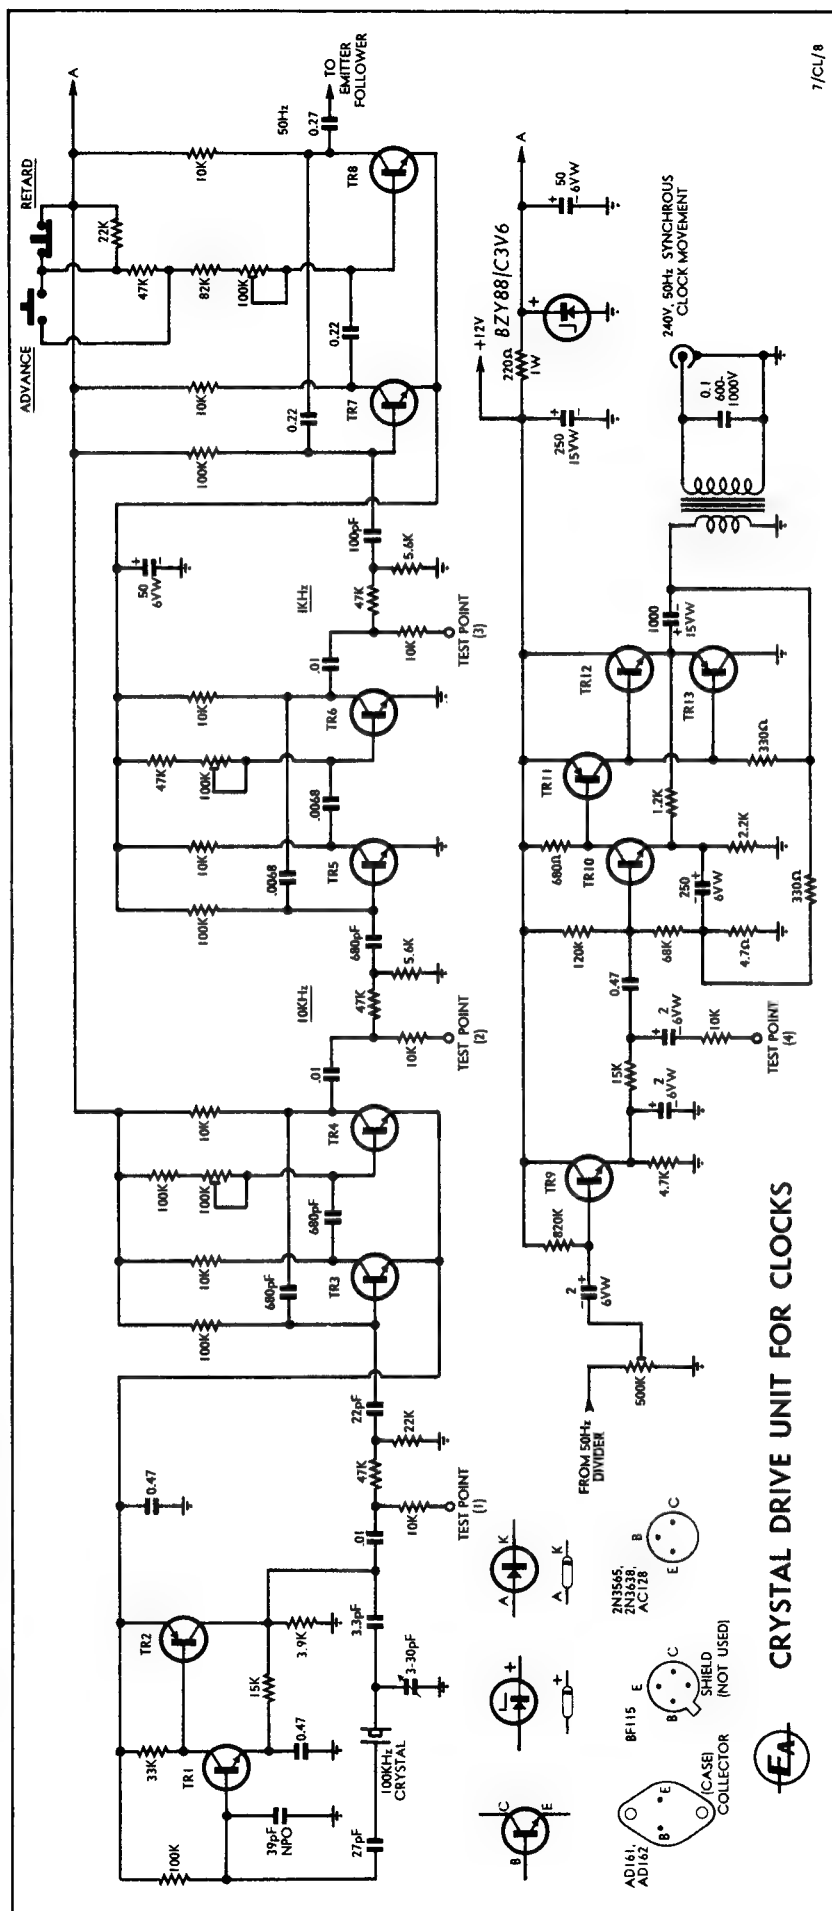 RETARD
ADVANCE
A
22K
47K
82K
100K
10K
10K
100K
0.22
0.22
TR7
TR8
50Hz
0.27
TO
EMITTER
FOLLOWER
50
6VW
1KHz
100pF
47K
5.6K
.01
10K
TEST POINT
(3)
10K
47K
100K
10K
100K
.0068
.0068
TR5
TR6
10KHz
680pF
47K
5.6K
.01
10K
TEST POINT
(2)
10K
100K
100K
10K
100K
680pF
680pF
TR3
TR4
22pF
22K
47K
.01
10K
TEST POINT
(1)
0.47
TR2
3.9K
15K
3.3pF
3-30pF
33K
TR1
0.47
100KHz
CRYSTAL
39pF
NPO
27pF
100K
A
50
6VW
BZY88/C3V6
+12V
220Ω
1W
250
15VW
240V, 50Hz SYNCHROUS
CLOCK MOVEMENT
0.1
600-
1000V
1000
15VW
TR12
TR13
TR11
330Ω
1.2K
680Ω
TR10
2.2K
250
6VW
330Ω
120K
68K
4.7Ω
0.47
2
6VW
10K
TEST POINT
(4)
15K
2
6VW
TR9
4.7K
820K
2
6VW
500K
FROM 50Hz
DIVIDER
C
B
E
A
K
A
K
AD161,
AD162
B
E
(CASE)
COLLECTOR
BF115
E
B
C
SHIELD
(NOT USED)
2N3565,
2N3638,
AC128
B
E
C
EA
CRYSTAL DRIVE UNIT FOR CLOCKS
7/CL/8